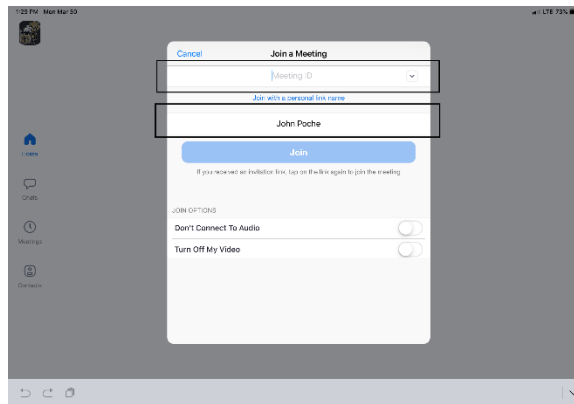 1:25 PM Mon Mar 30
LTE 73%
Cancel
Join a Meeting
Meeting ID
Join with a personal link name
John Poche
Join
If you received an invitation link, tap on the link again to join the meeting
JOIN OPTIONS
Don't Connect To Audio
Turn Off My Video
Home
Chats
Meetings
Contacts